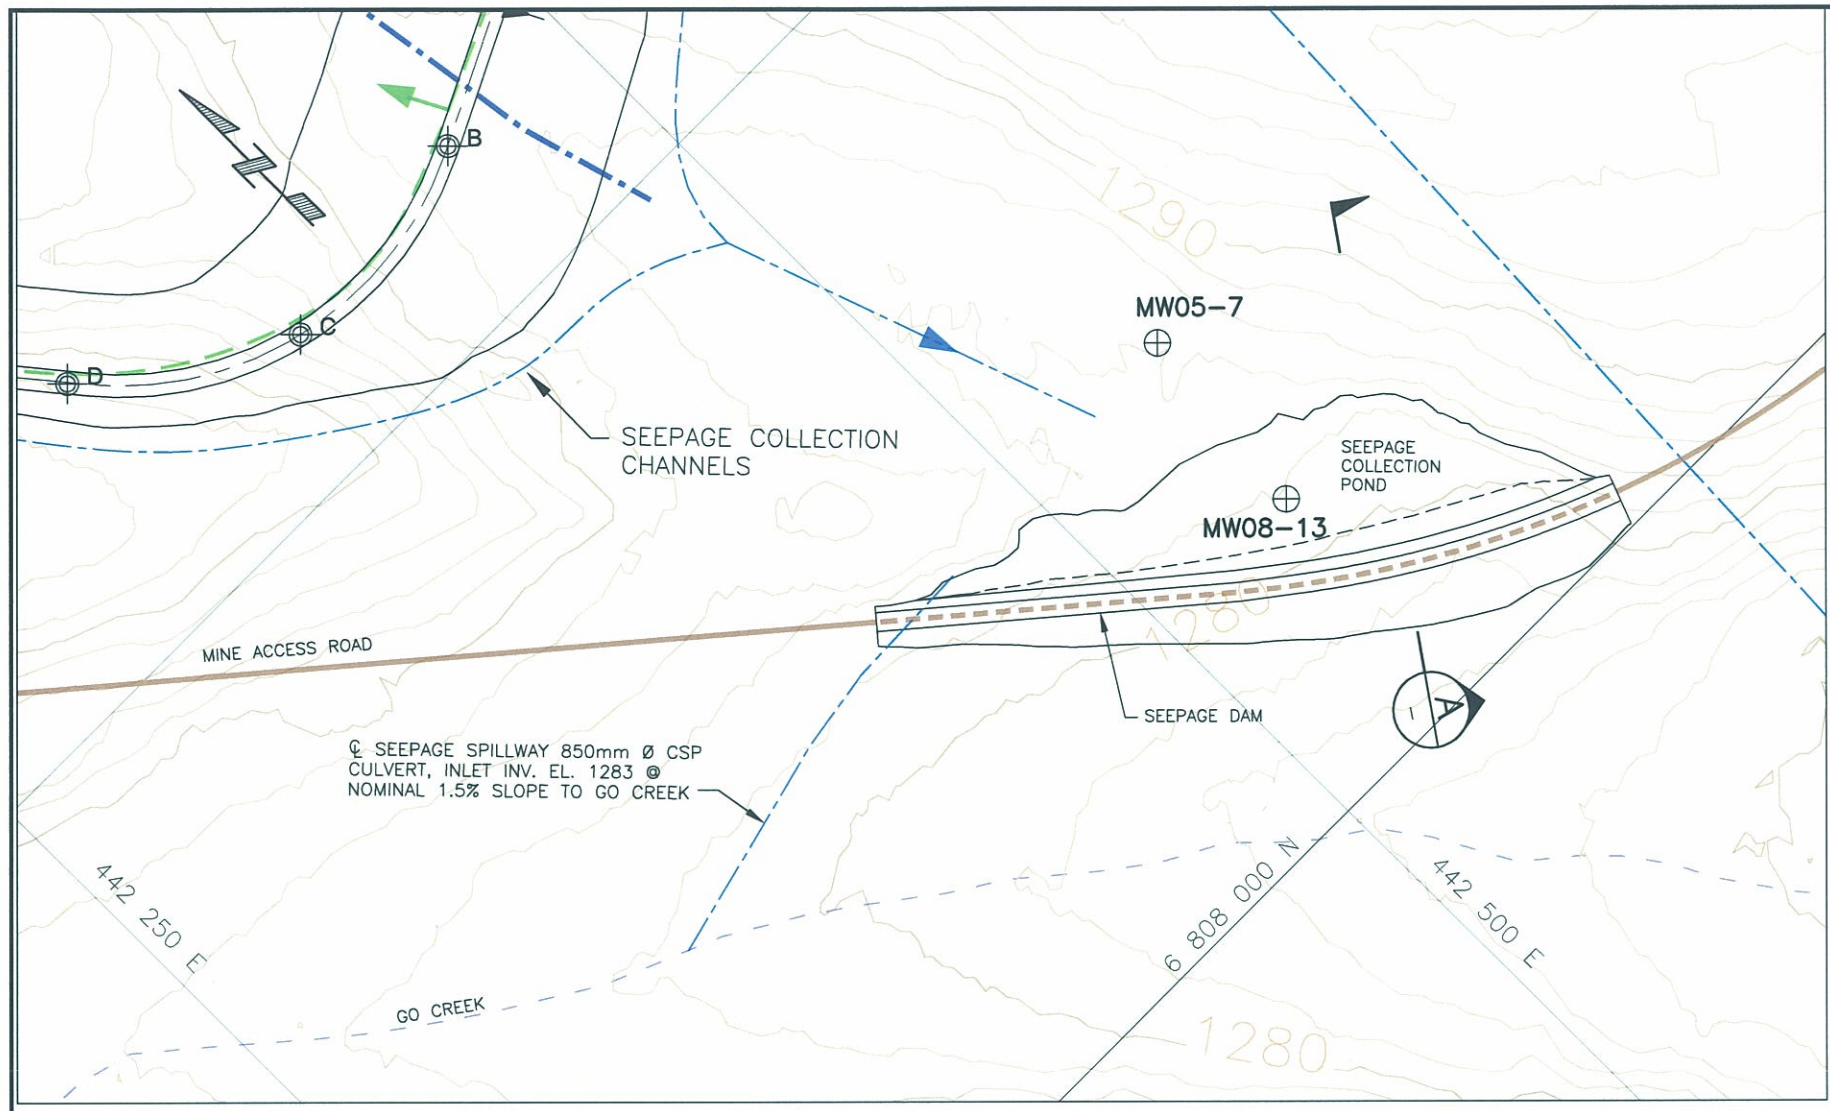 B
C
D
1290
MW05-7
SEEPAGE COLLECTION
CHANNELS
SEEPAGE
COLLECTION
POND
MW08-13
1280
MINE ACCESS ROAD
SEEPAGE DAM
A
1
℄ SEEPAGE SPILLWAY 850mm Ø CSP
CULVERT, INLET INV. EL. 1283 @
NOMINAL 1.5% SLOPE TO GO CREEK
442 250 E
6 808 000 N
442 500 E
GO CREEK
1280